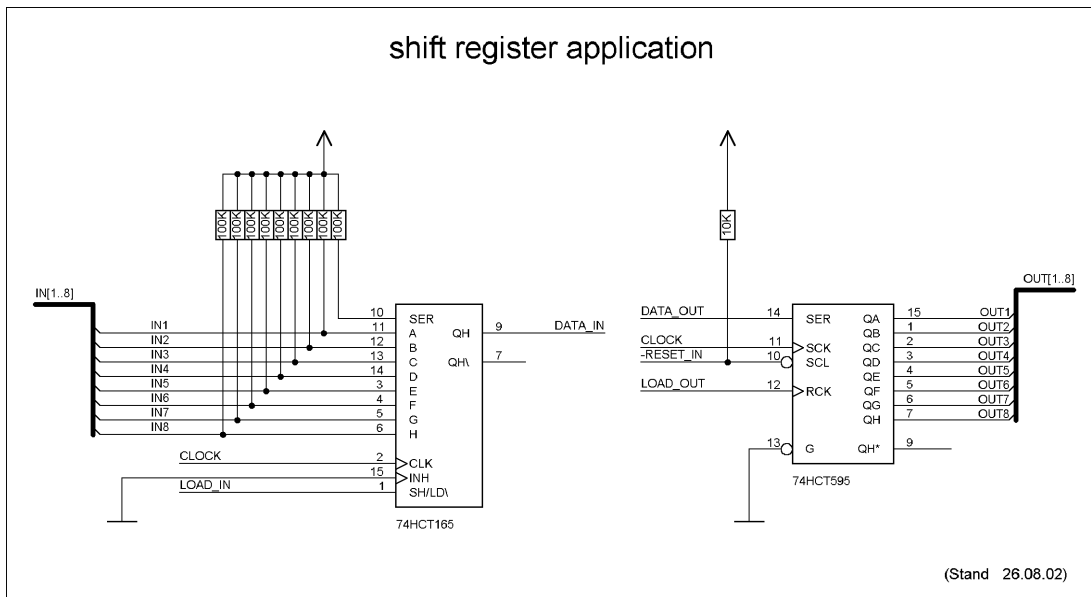 shift register application
100K
100K
100K
100K
100K
100K
100K
100K
100K
IN[1..8]
IN1
IN2
IN3
IN4
IN5
IN6
IN7
IN8
CLOCK
LOAD_IN
10
11
12
13
14
3
4
5
6
2
15
1
SER
A
B
C
D
E
F
G
H
CLK
INH
SH/LD\
QH
QH\
9
7
DATA_IN
74HCT165
10K
DATA_OUT
CLOCK
-RESET_IN
LOAD_OUT
14
11
10
12
13
SER
SCK
SCL
RCK
G
QA
QB
QC
QD
QE
QF
QG
QH
QH*
15
1
2
3
4
5
6
7
9
OUT1
OUT2
OUT3
OUT4
OUT5
OUT6
OUT7
OUT8
OUT[1..8]
74HCT595
(Stand 26.08.02)